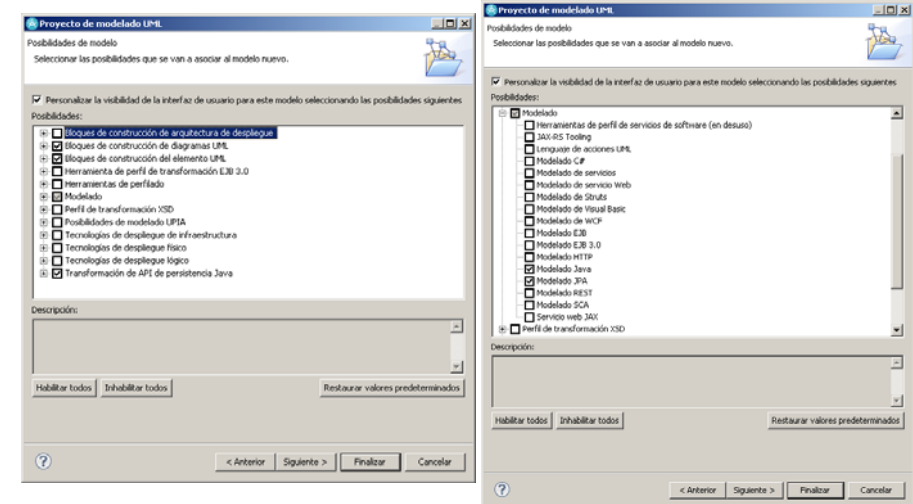 Proyecto de modelado UML
Posibilidades de modelo
Seleccionar las posibilidades que se van a asociar al modelo nuevo.
Personalizar la visibilidad de la interfaz de usuario para este modelo seleccionando las posibilidades siguientes
Posibilidades:
Bloques de construcción de arquitectura de despliegue
Bloques de construcción de diagramas UML
Bloques de construcción del elemento UML
Herramienta de perfil de transformación EJB 3.0
Herramientas de perfilado
Modelado
Perfil de transformación XSD
Posibilidades de modelado UPIA
Tecnologías de despliegue de infraestructura
Tecnologías de despliegue físico
Tecnologías de despliegue lógico
Transformación de API de persistencia Java
Descripción:
Habilitar todos
Inhabilitar todos
Restaurar valores predeterminados
?
< Anterior
Siguiente >
Finalizar
Cancelar
Proyecto de modelado UML
Posibilidades de modelo
Seleccionar las posibilidades que se van a asociar al modelo nuevo.
Personalizar la visibilidad de la interfaz de usuario para este modelo seleccionando las posibilidades siguientes
Posibilidades:
Modelado
Herramientas de perfil de servicios de software (en desuso)
JAX-RS Tooling
Lenguaje de acciones UML
Modelado C#
Modelado de servicios
Modelado de servicio Web
Modelado de Struts
Modelado de Visual Basic
Modelado de WCF
Modelado EJB
Modelado EJB 3.0
Modelado HTTP
Modelado Java
Modelado JPA
Modelado REST
Modelado SCA
Servicio web JAX
Perfil de transformación XSD
Descripción:
Habilitar todos
Inhabilitar todos
Restaurar valores predeterminados
?
< Anterior
Siguiente >
Finalizar
Cancelar